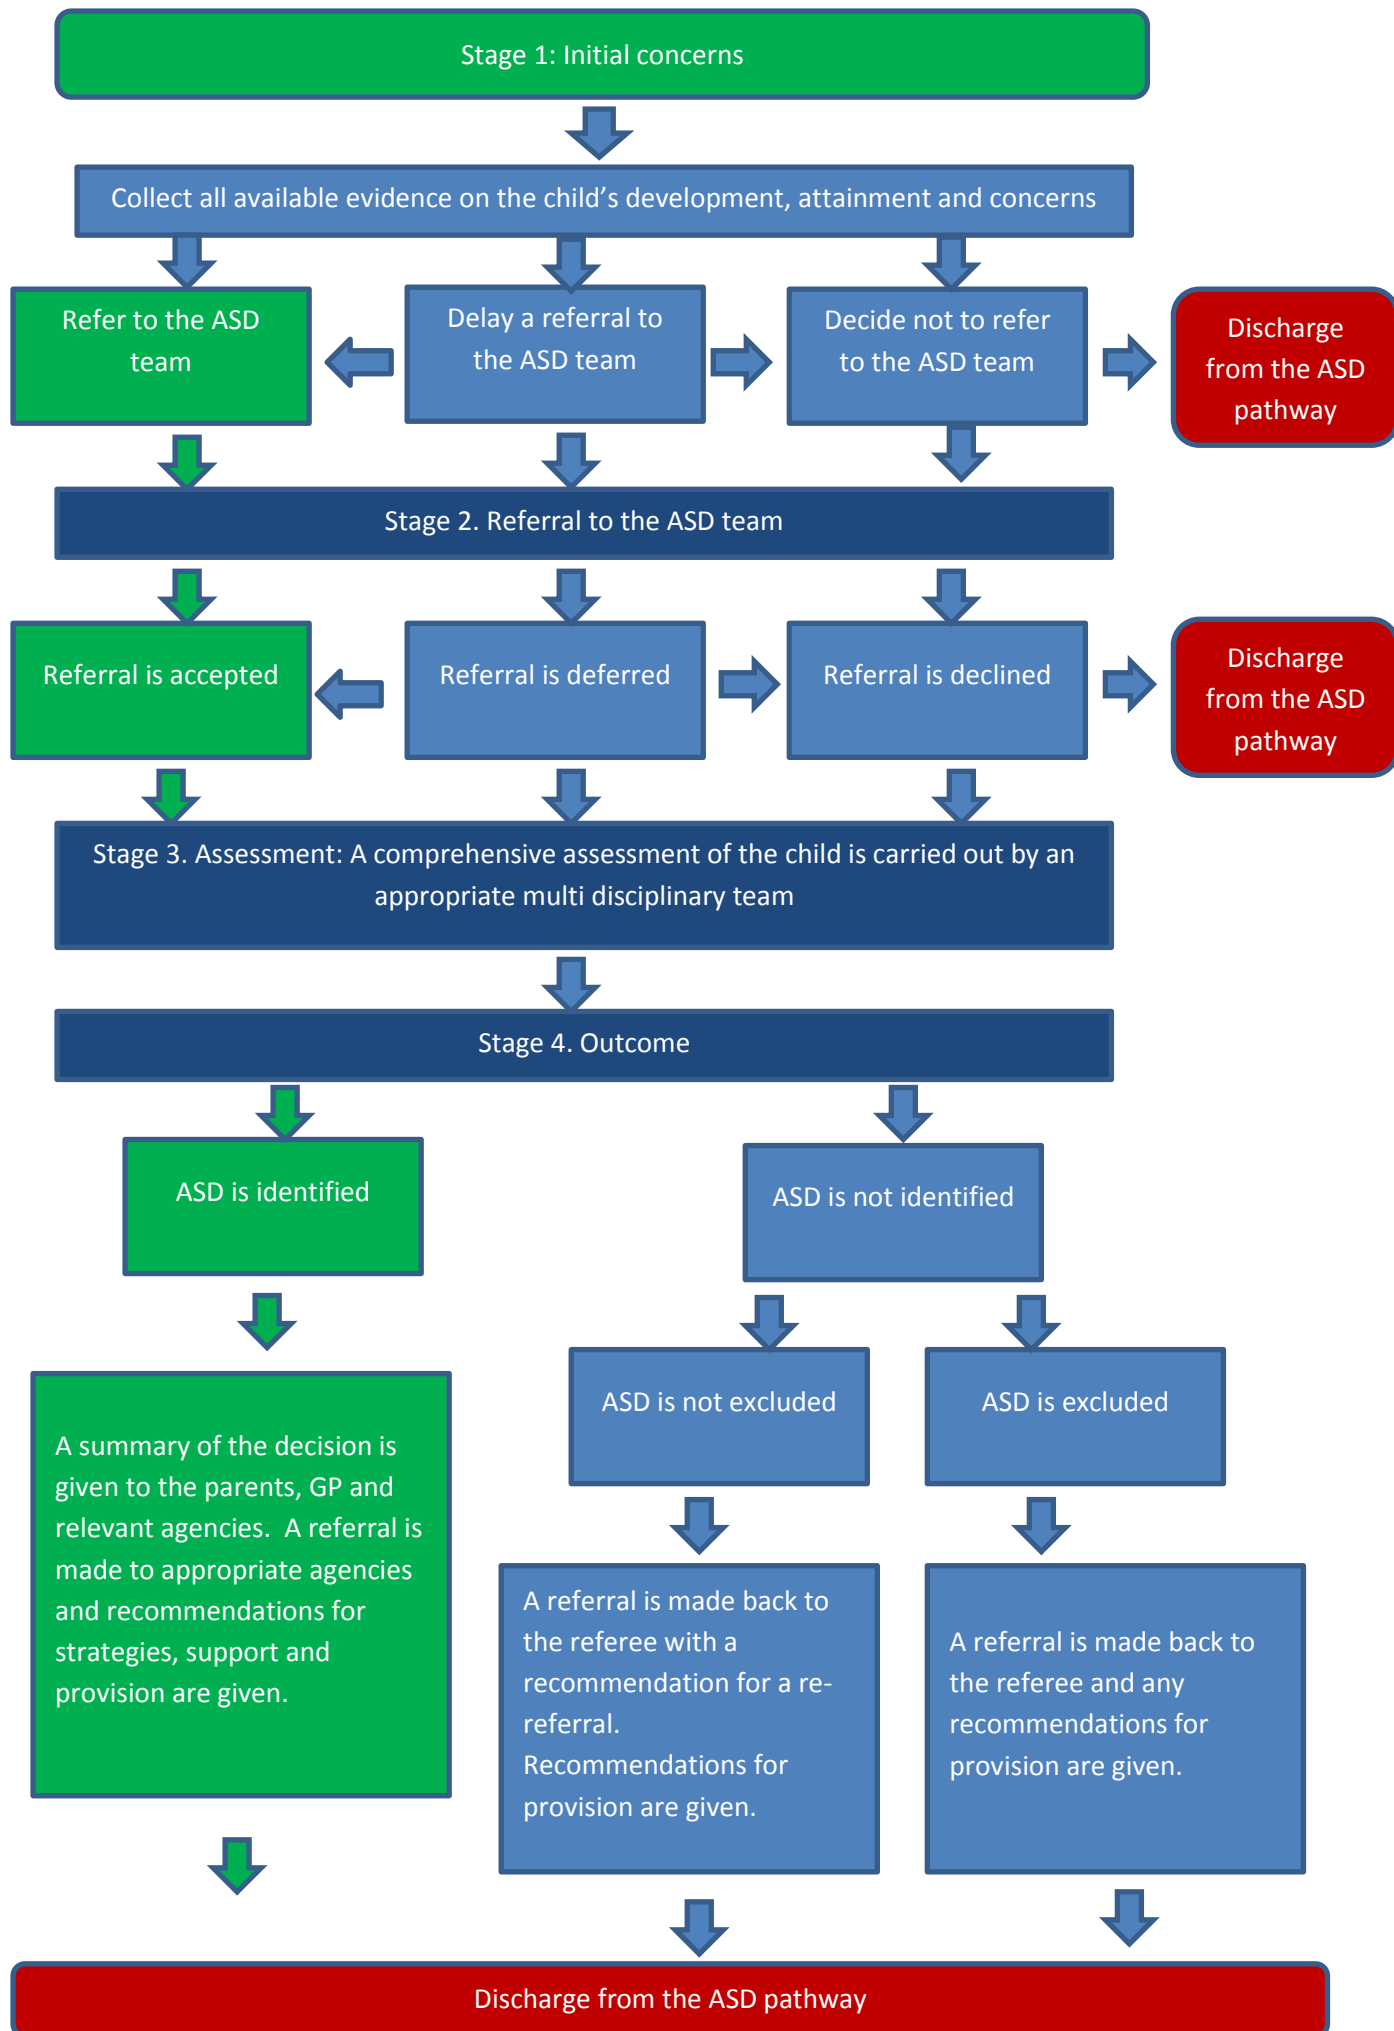 Stage 1: Initial concerns
Collect all available evidence on the child’s development, attainment and concerns
Refer to the ASD
team
Delay a referral to
the ASD team
Decide not to refer
to the ASD team
Discharge
from the ASD
pathway
Stage 2. Referral to the ASD team
Referral is accepted
Referral is deferred
Referral is declined
Discharge
from the ASD
pathway
Stage 3. Assessment: A comprehensive assessment of the child is carried out by an
appropriate multi disciplinary team
Stage 4. Outcome
ASD is identified
ASD is not identified
ASD is not excluded
ASD is excluded
A summary of the decision is
given to the parents, GP and
relevant agencies.  A referral is
made to appropriate agencies
and recommendations for
strategies, support and
provision are given.
A referral is made back to
the referee with a
recommendation for a re-
referral.
Recommendations for
provision are given.
A referral is made back to
the referee and any
recommendations for
provision are given.
Discharge from the ASD pathway